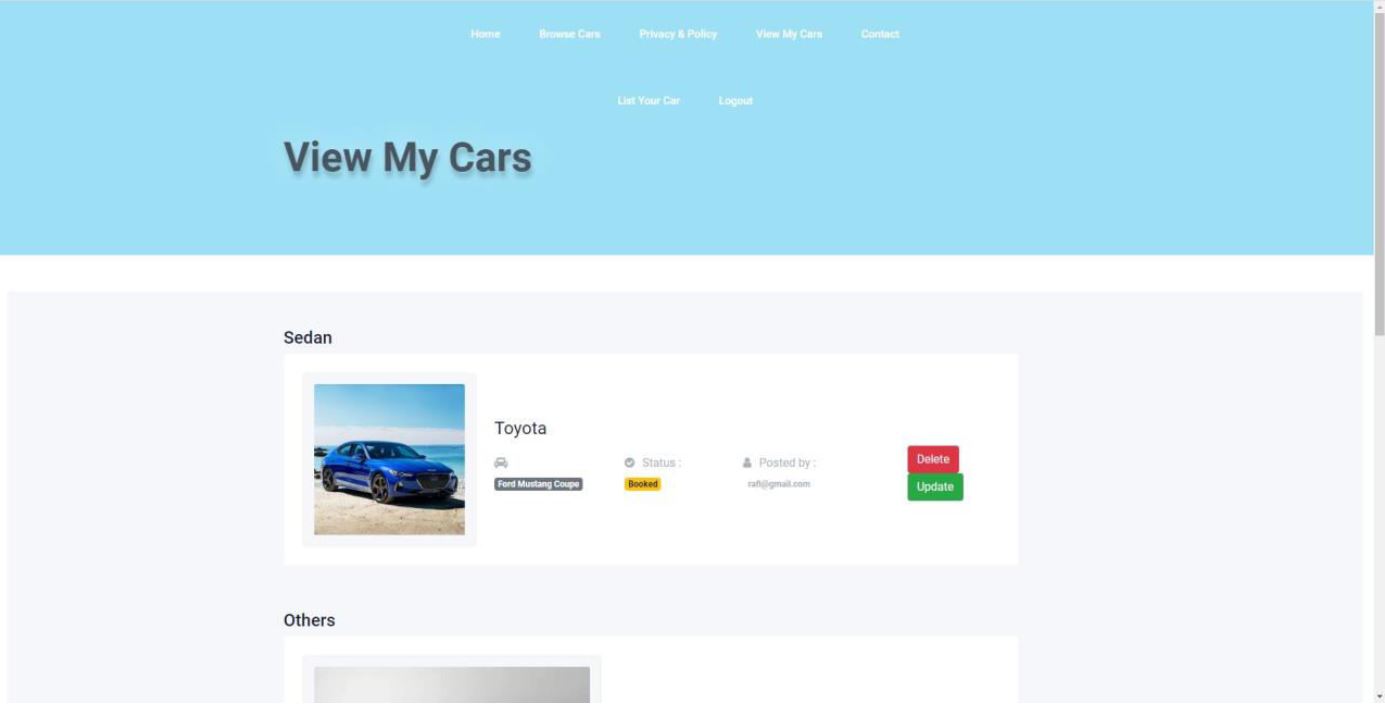 Home Browse Cars Privacy & Policy View My Cars Contact
List Your Car Logout
View My Cars
Sedan
Toyota
Status :
Posted by :
Ford Mustang Coupe
Booked
rafi@gmail.com
Delete
Update
Others